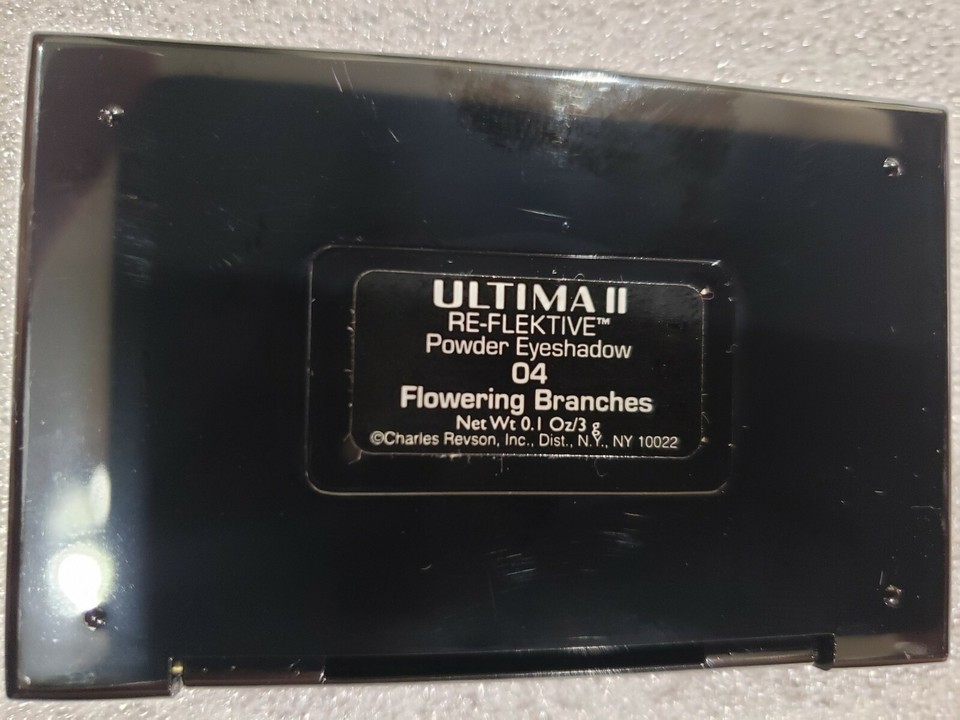 ULTIMA II
RE-FLEKTIVE™
Powder Eyeshadow
04
Flowering Branches
Net Wt 0.1 Oz/3 g
©Charles Revson, Inc., Dist., N.Y., NY 10022